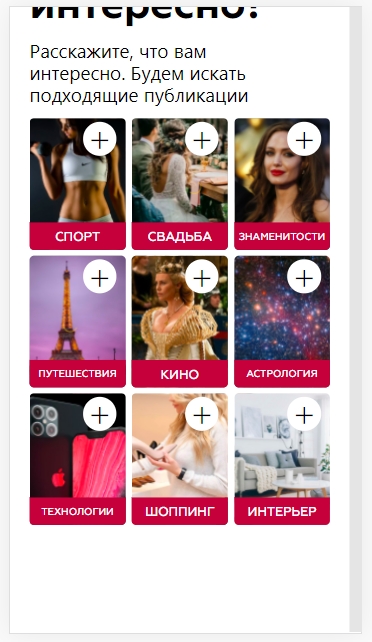 интересно?
Расскажите, что вам
интересно. Будем искать
подходящие публикации
СПОРТ
СВАДЬБА
ЗНАМЕНИТОСТИ
ПУТЕШЕСТВИЯ
КИНО
АСТРОЛОГИЯ
ТЕХНОЛОГИИ
ШОППИНГ
ИНТЕРЬЕР